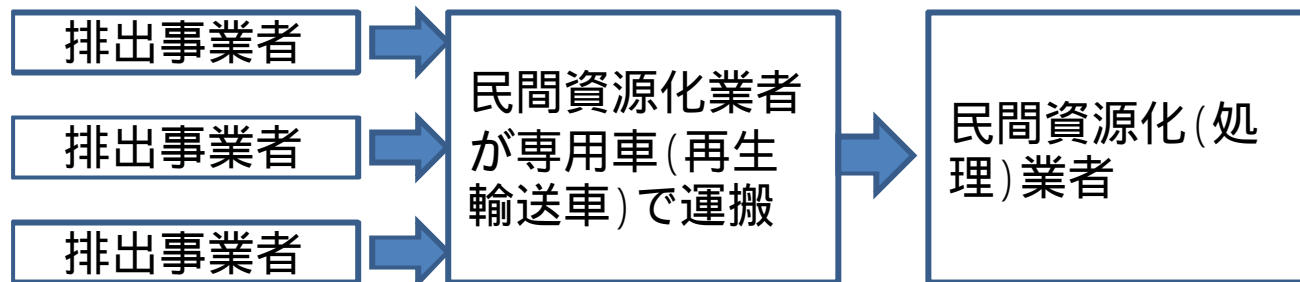 排出事業者
排出事業者
排出事業者
民間資源化業者
が専用車(再生
輸送車)で運搬
民間資源化(処
理)業者